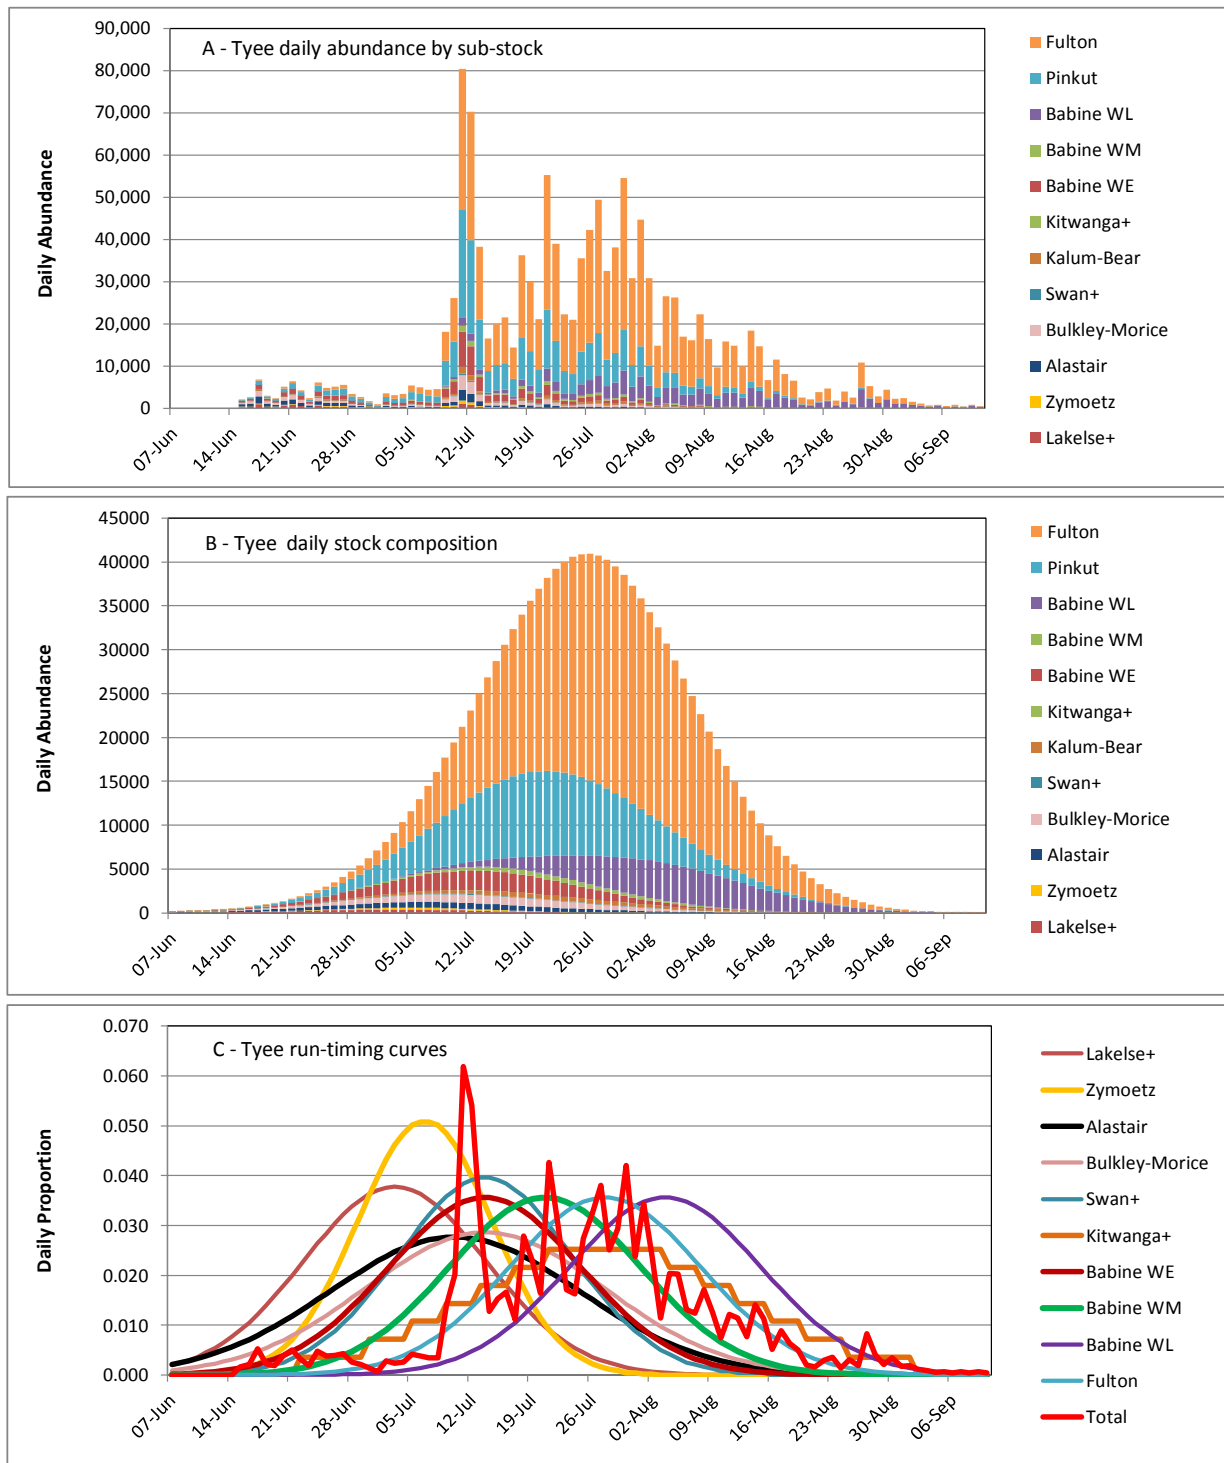 A - Tyee daily abundance by sub-stock
Daily Abundance
90,000
80,000
70,000
60,000
50,000
40,000
30,000
20,000
10,000
0
07-Jun
14-Jun
21-Jun
28-Jun
05-Jul
12-Jul
19-Jul
26-Jul
02-Aug
09-Aug
16-Aug
23-Aug
30-Aug
06-Sep
Fulton
Pinkut
Babine WL
Babine WM
Babine WE
Kitwanga+
Kalum-Bear
Swan+
Bulkley-Morice
Alastair
Zymoetz
Lakelse+
B - Tyee daily stock composition
Daily Abundance
45000
40000
35000
30000
25000
20000
15000
10000
5000
0
07-Jun
14-Jun
21-Jun
28-Jun
05-Jul
12-Jul
19-Jul
26-Jul
02-Aug
09-Aug
16-Aug
23-Aug
30-Aug
06-Sep
Fulton
Pinkut
Babine WL
Babine WM
Babine WE
Kitwanga+
Kalum-Bear
Swan+
Bulkley-Morice
Alastair
Zymoetz
Lakelse+
C - Tyee run-timing curves
Daily Proportion
0.070
0.060
0.050
0.040
0.030
0.020
0.010
0.000
07-Jun
14-Jun
21-Jun
28-Jun
05-Jul
12-Jul
19-Jul
26-Jul
02-Aug
09-Aug
16-Aug
23-Aug
30-Aug
06-Sep
Lakelse+
Zymoetz
Alastair
Bulkley-Morice
Swan+
Kitwanga+
Babine WE
Babine WM
Babine WL
Fulton
Total